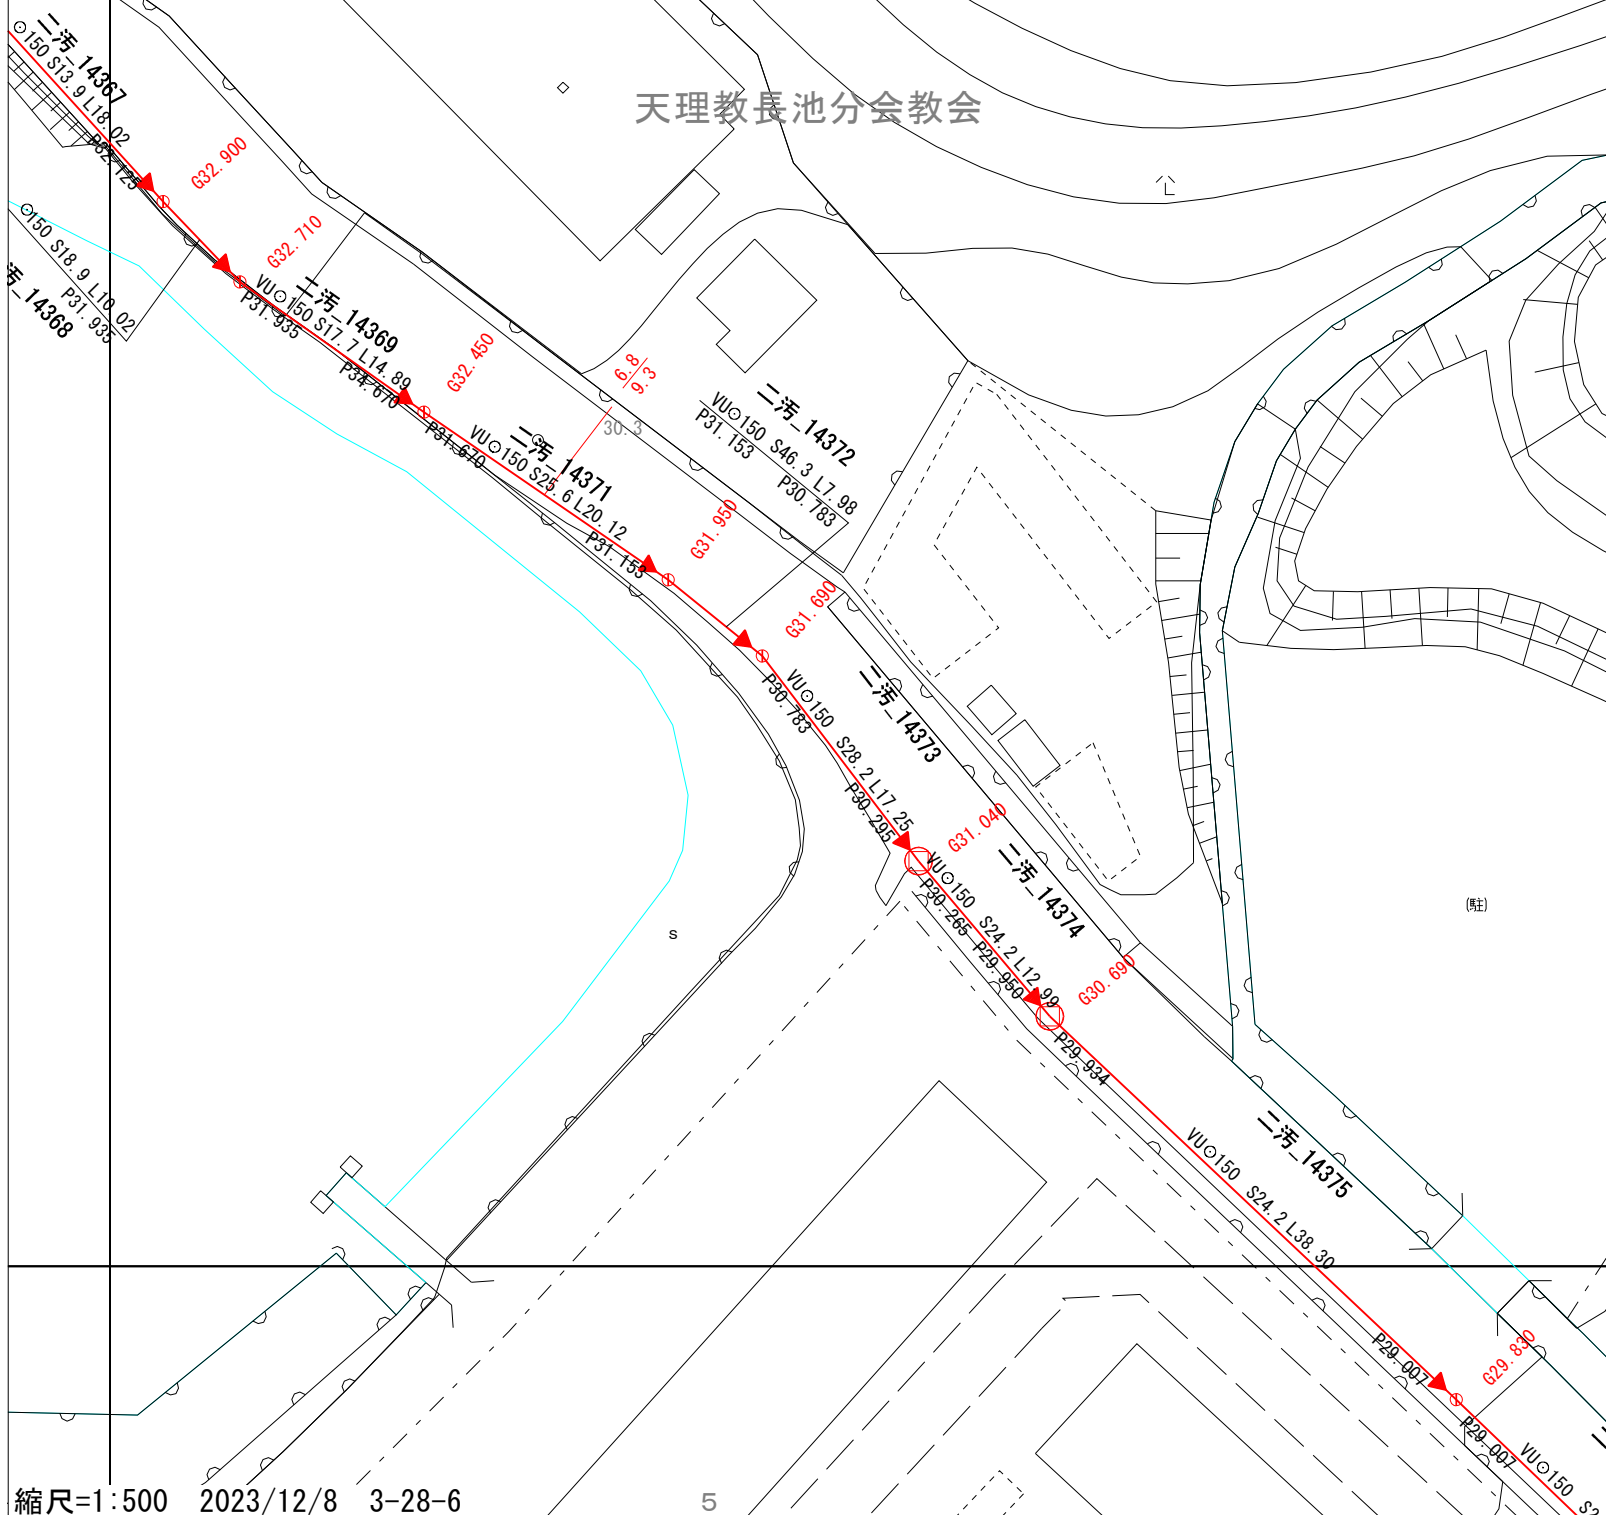 二汚_14367
150 S13.9 L18.02
P32.125
G32.900
天理教長池分会教会
150 S18.9 L10.02
P31.935
汚_14368
G32.710
二汚_14369
VU 150 S17.7 L14.89
P31.935
P34.670
G32.450
6.8
9.3
30.3
二汚_14371
VU 150 S25.6 L20.12
P31.670
P31.153
二汚_14372
VU 150 S46.3 L7.98
P31.153
P30.783
G31.950
G31.690
二汚_14373
VU 150 S28.2 L17.25
P30.783
P30.295
G31.040
二汚_14374
VU 150 S24.2 L12.99
P30.265
P29.950
G30.690
(駐)
s
P29.934
二汚_14375
VU 150 S24.2 L38.30
P29.007
G29.830
P29.007
VU 150 S2
縮尺=1:500 2023/12/8 3-28-6
5